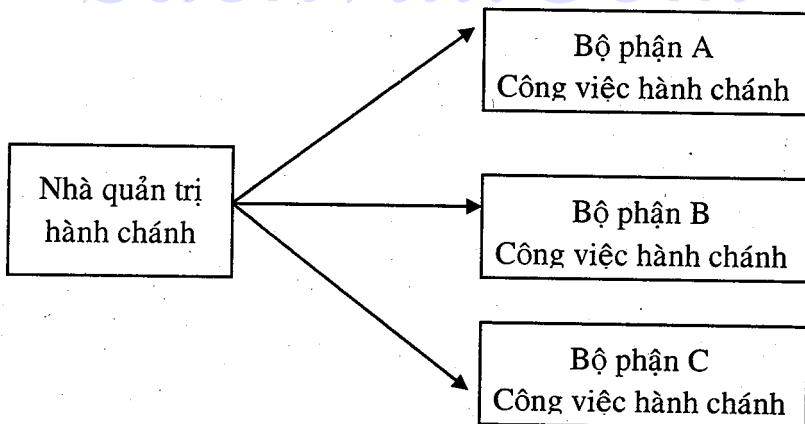 Bộ phận A
Công việc hành chánh
Nhà quản trị
hành chánh
Bộ phận B
Công việc hành chánh
Bộ phận C
Công việc hành chánh